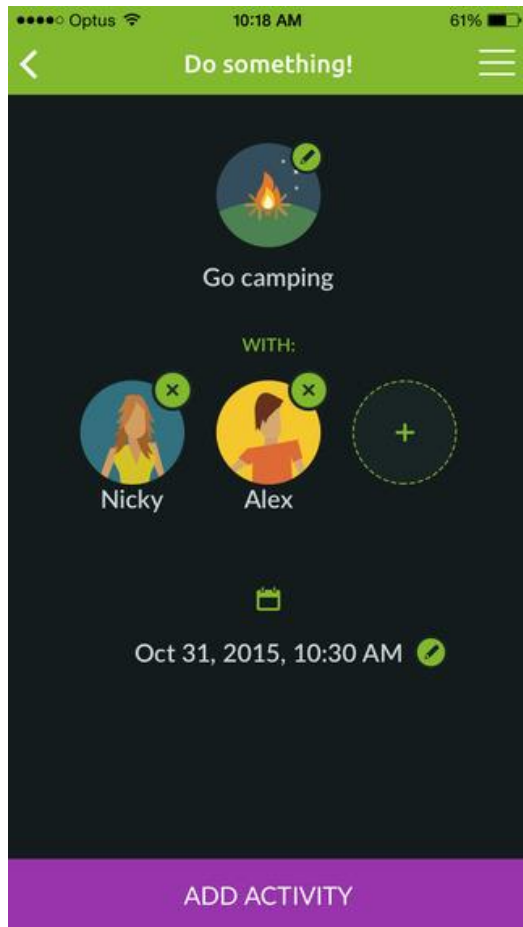 Optus 10:18 AM 61%
Do something!
Go camping
WITH:
Nicky Alex
Oct 31, 2015, 10:30 AM
ADD ACTIVITY